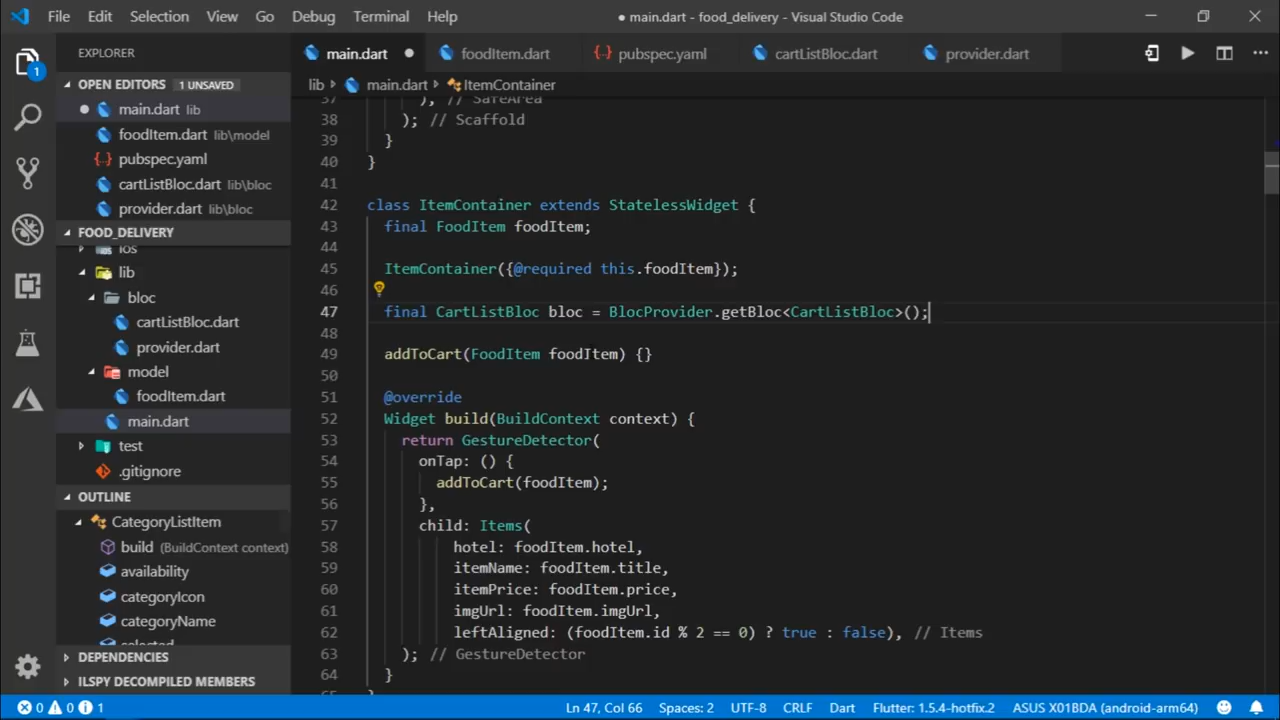 File Edit Selection View Go Debug Terminal Help
● main.dart - food_delivery - Visual Studio Code
EXPLORER
OPEN EDITORS 1 UNSAVED
main.dart lib
foodItem.dart lib\model
pubspec.yaml
cartListBloc.dart lib\bloc
provider.dart lib\bloc
FOOD_DELIVERY
ios
lib
bloc
cartListBloc.dart
provider.dart
model
foodItem.dart
main.dart
test
.gitignore
OUTLINE
CategoryListItem
build (BuildContext context)
availability
categoryIcon
categoryName
selected
DEPENDENCIES
ILSPY DECOMPILED MEMBERS
1
main.dart foodItem.dart pubspec.yaml cartListBloc.dart provider.dart
lib main.dart ItemContainer
37 ), // SafeArea
38 ); // Scaffold
39 }
40 }
41
42 class ItemContainer extends StatelessWidget {
43 final FoodItem foodItem;
44
45 ItemContainer({@required this.foodItem});
46
47 final CartListBloc bloc = BlocProvider.getBloc<CartListBloc>();
48
49 addToCart(FoodItem foodItem) {}
50
51 @override
52 Widget build(BuildContext context) {
53 return GestureDetector(
54 onTap: () {
55 addToCart(foodItem);
56 },
57 child: Items(
58 hotel: foodItem.hotel,
59 itemName: foodItem.title,
60 itemPrice: foodItem.price,
61 imgUrl: foodItem.imgUrl,
62 leftAligned: (foodItem.id % 2 == 0) ? true : false), // Items
63 ); // GestureDetector
64 }
65 }
0 0 1 Ln 47, Col 66 Spaces: 2 UTF-8 CRLF Dart Flutter: 1.5.4-hotfix.2 ASUS X01BDA (android-arm64)